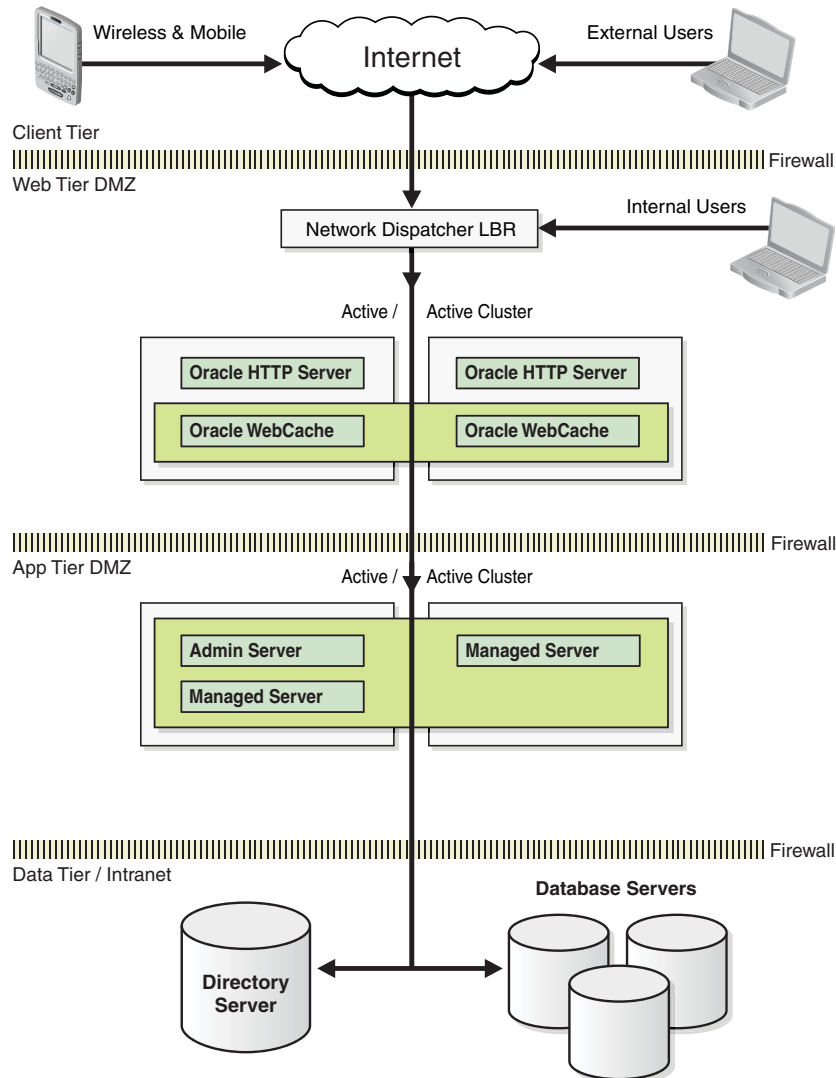 Wireless & Mobile
Internet
External Users
Client Tier
Firewall
Web Tier DMZ
Network Dispatcher LBR
Internal Users
Active / Active Cluster
Oracle HTTP Server
Oracle HTTP Server
Oracle WebCache
Oracle WebCache
Firewall
App Tier DMZ
Active / Active Cluster
Admin Server
Managed Server
Managed Server
Firewall
Data Tier / Intranet
Database Servers
Directory
Server